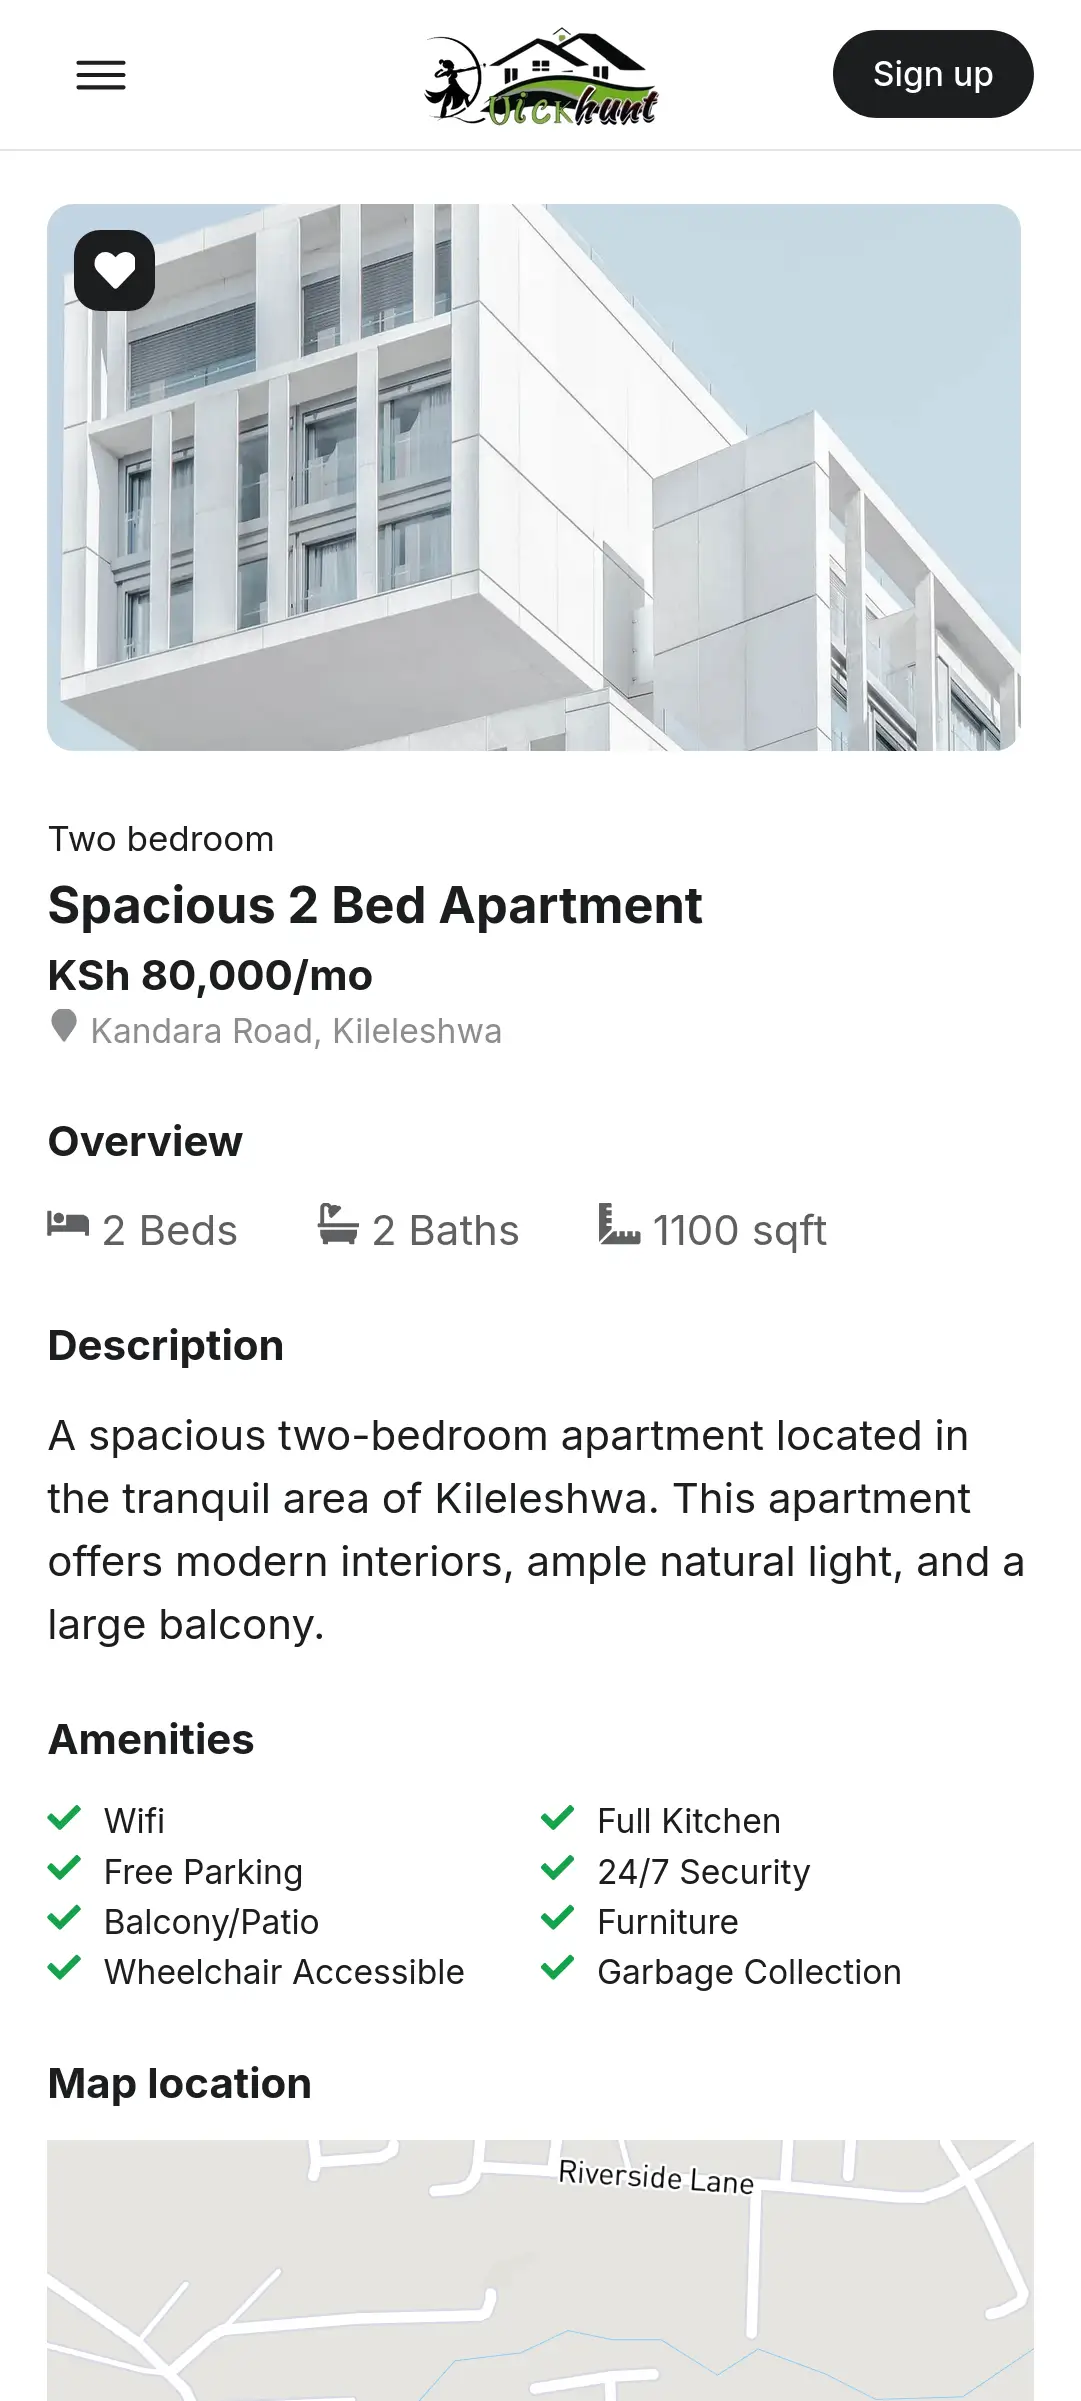 Uickhunt
Sign up
Two bedroom
Spacious 2 Bed Apartment
KSh 80,000/mo
Kandara Road, Kileleshwa
Overview
2 Beds
2 Baths
1100 sqft
Description
A spacious two-bedroom apartment located in
the tranquil area of Kileleshwa. This apartment
offers modern interiors, ample natural light, and a
large balcony.
Amenities
Wifi
Full Kitchen
Free Parking
24/7 Security
Balcony/Patio
Furniture
Wheelchair Accessible
Garbage Collection
Map location
Riverside Lane